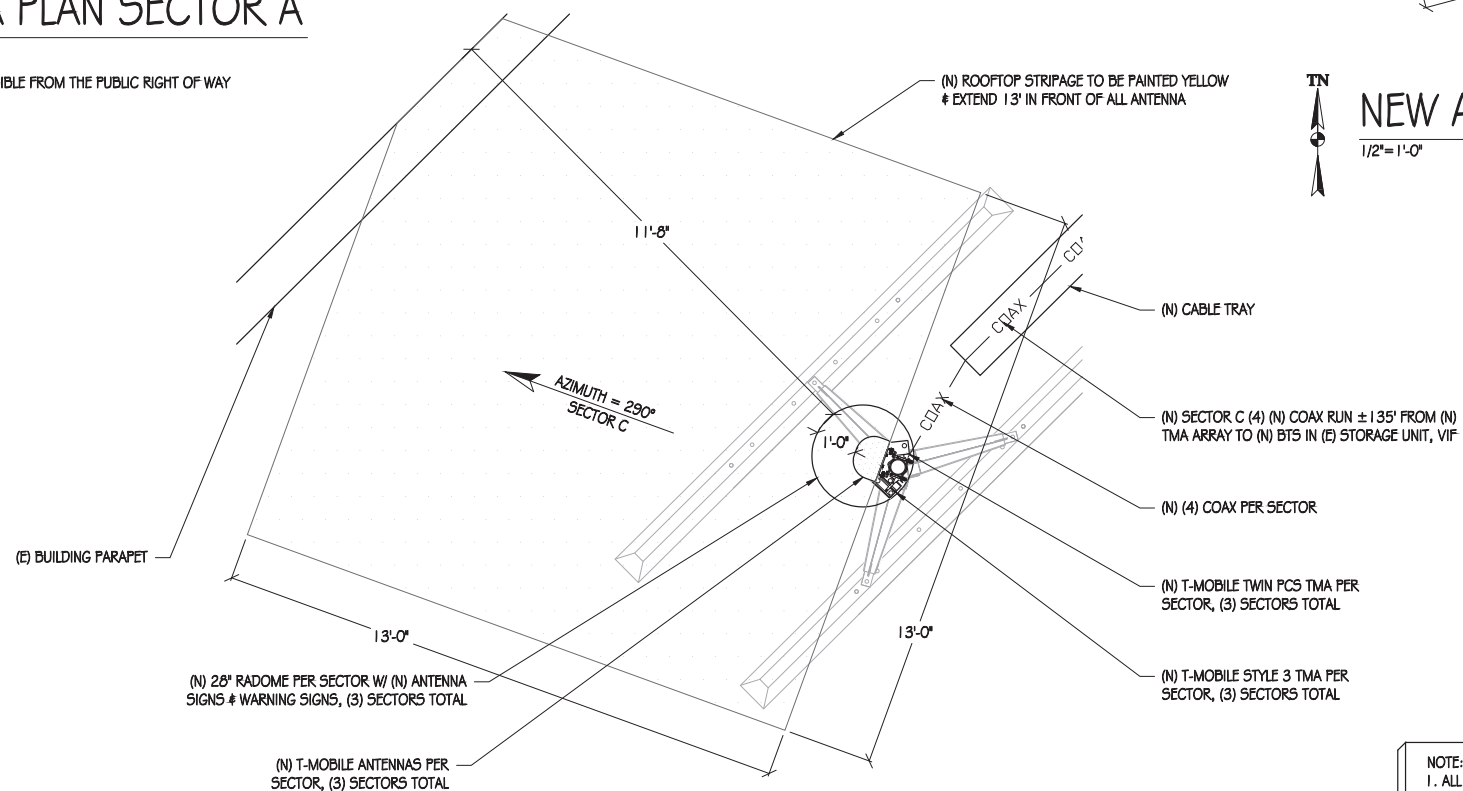 PLAN SECTOR A
IBLE FROM THE PUBLIC RIGHT OF WAY
(N) ROOFTOP STRIPAGE TO BE PAINTED YELLOW
& EXTEND 13' IN FRONT OF ALL ANTENNA
TN
NEW A
1/2"=1'-0"
11'-8"
COAX
(N) CABLE TRAY
COAX
AZIMUTH = 290°
SECTOR C
COAX
1'-0"
(N) SECTOR C (4) (N) COAX RUN ±135' FROM (N)
TMA ARRAY TO (N) BTS IN (E) STORAGE UNIT, VIF
(N) (4) COAX PER SECTOR
(E) BUILDING PARAPET
(N) T-MOBILE TWIN PCS TMA PER
SECTOR, (3) SECTORS TOTAL
13'-0"
13'-0"
(N) 28" RADOME PER SECTOR W/ (N) ANTENNA
SIGNS & WARNING SIGNS, (3) SECTORS TOTAL
(N) T-MOBILE STYLE 3 TMA PER
SECTOR, (3) SECTORS TOTAL
(N) T-MOBILE ANTENNAS PER
SECTOR, (3) SECTORS TOTAL
NOTE:
1. ALL